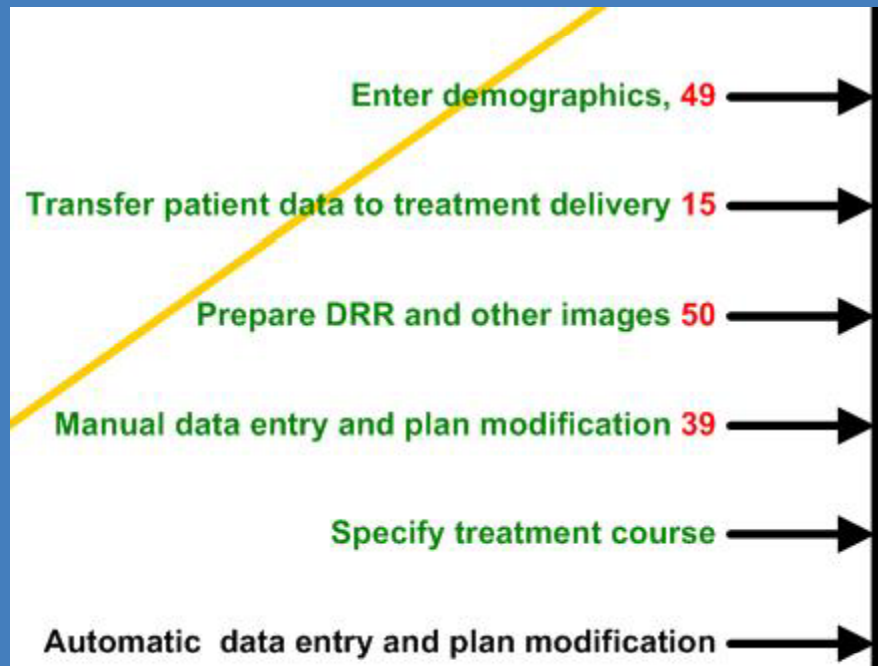 Enter demographics, 49
Transfer patient data to treatment delivery 15
Prepare DRR and other images 50
Manual data entry and plan modification 39
Specify treatment course
Automatic data entry and plan modification